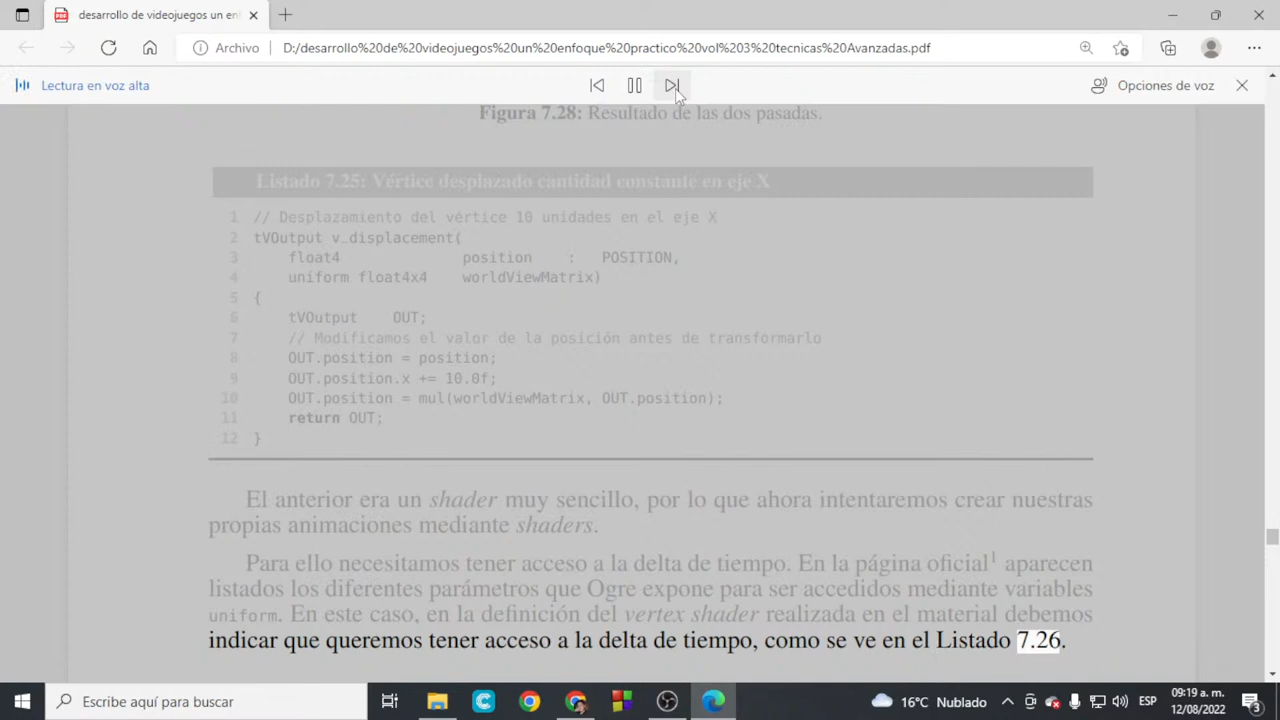 desarrollo de videojuegos un en
Archivo
D:/desarrollo%20de%20videojuegos%20un%20enfoque%20practico%20vol%203%20tecnicas%20Avanzadas.pdf
Lectura en voz alta
Opciones de voz
Figura 7.28: Resultado de las dos pasadas.
Listado 7.25: Vértice desplazado cantidad constante en eje X
1 // Desplazamiento del vértice 10 unidades en el eje X
2 tVOutput v_displacement(
3 float4 position : POSITION,
4 uniform float4x4 worldViewMatrix)
5 {
6 tVOutput OUT;
7 // Modificamos el valor de la posición antes de transformarlo
8 OUT.position = position;
9 OUT.position.x += 10.0f;
10 OUT.position = mul(worldViewMatrix, OUT.position);
11 return OUT;
12 }
El anterior era un shader muy sencillo, por lo que ahora intentaremos crear nuestras
propias animaciones mediante shaders.
Para ello necesitamos tener acceso a la delta de tiempo. En la página oficial1 aparecen
listados los diferentes parámetros que Ogre expone para ser accedidos mediante variables
uniform. En este caso, en la definición del vertex shader realizada en el material debemos
indicar que queremos tener acceso a la delta de tiempo, como se ve en el Listado 7.26.
Escribe aquí para buscar
16°C Nublado
ESP
09:19 a. m.
12/08/2022
3